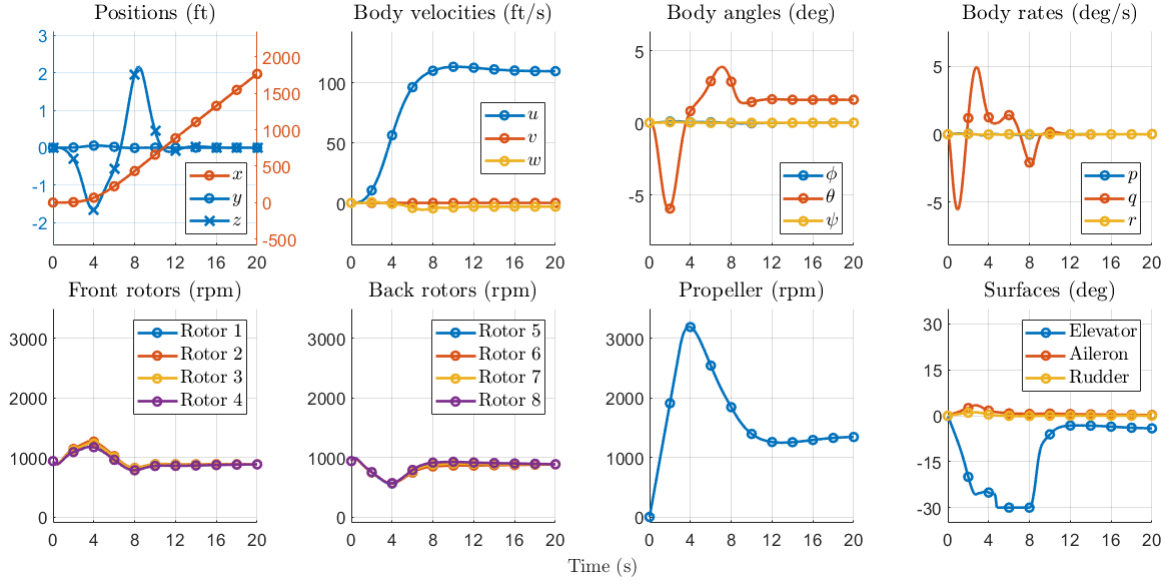 Positions (ft)
3
2
1
0
-1
-2
2000
1500
1000
500
0
-500
x
y
z
0 4 8 12 16 20
Body velocities (ft/s)
100
50
0
u
v
w
0 4 8 12 16 20
Body angles (deg)
5
0
-5
ϕ
θ
ψ
0 4 8 12 16 20
Body rates (deg/s)
5
0
-5
p
q
r
0 4 8 12 16 20
Front rotors (rpm)
3000
2000
1000
0
Rotor 1
Rotor 2
Rotor 3
Rotor 4
0 4 8 12 16 20
Back rotors (rpm)
3000
2000
1000
0
Rotor 5
Rotor 6
Rotor 7
Rotor 8
0 4 8 12 16 20
Propeller (rpm)
3000
2000
1000
0
0 4 8 12 16 20
Surfaces (deg)
30
15
0
-15
-30
Elevator
Aileron
Rudder
0 4 8 12 16 20
Time (s)